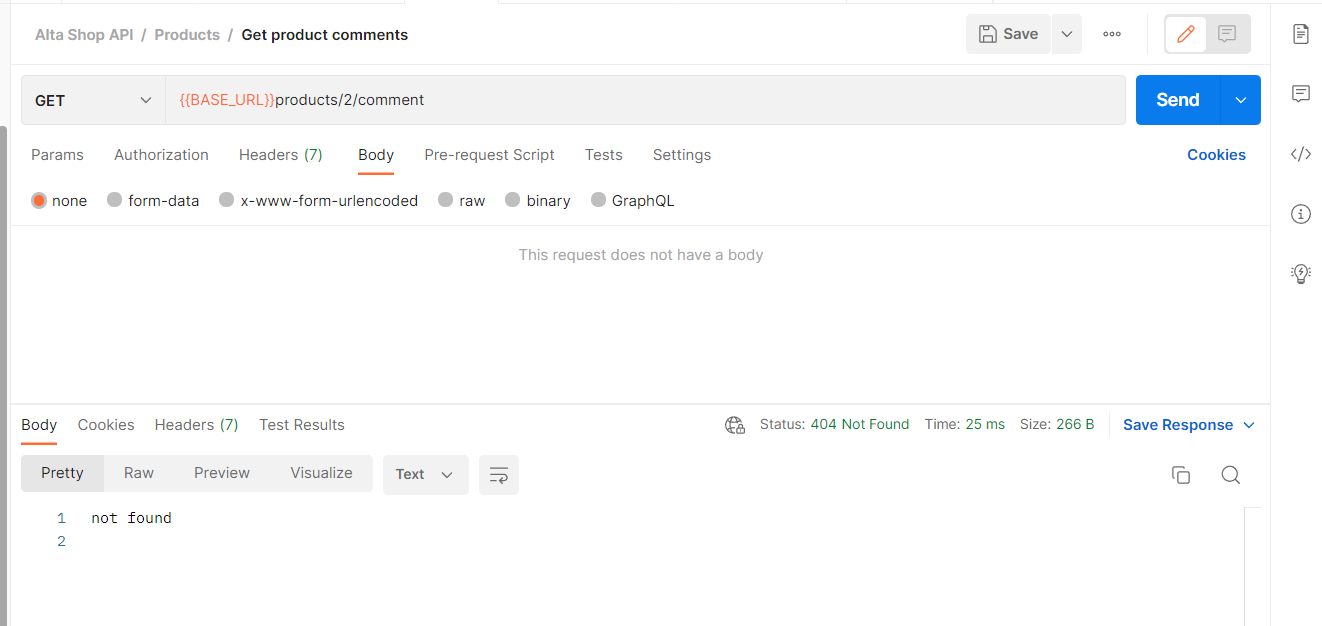 Alta Shop API / Products / Get product comments
Save
GET
{{BASE_URL}}products/2/comment
Send
Params Authorization Headers (7) Body Pre-request Script Tests Settings Cookies
none form-data x-www-form-urlencoded raw binary GraphQL
This request does not have a body
Body Cookies Headers (7) Test Results Status: 404 Not Found Time: 25 ms Size: 266 B Save Response
Pretty Raw Preview Visualize Text
1 not found
2